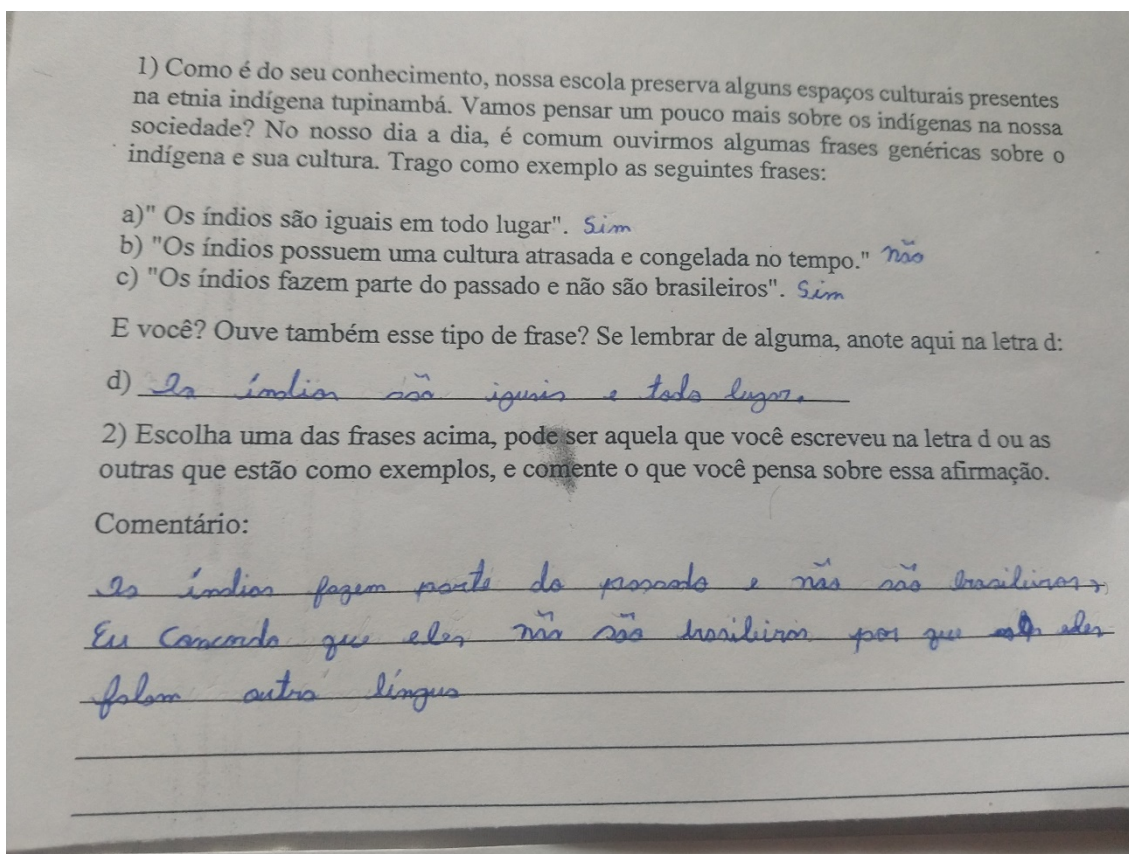 1) Como é do seu conhecimento, nossa escola preserva alguns espaços culturais presentes
na etnia indígena tupinambá. Vamos pensar um pouco mais sobre os indígenas na nossa
sociedade? No nosso dia a dia, é comum ouvirmos algumas frases genéricas sobre o
indígena e sua cultura. Trago como exemplo as seguintes frases:
a)" Os índios são iguais em todo lugar". Sim
b) "Os índios possuem uma cultura atrasada e congelada no tempo." não
c) "Os índios fazem parte do passado e não são brasileiros". Sim
E você? Ouve também esse tipo de frase? Se lembrar de alguma, anote aqui na letra d:
d) Os índios são iguais e todo lugar.
2) Escolha uma das frases acima, pode ser aquela que você escreveu na letra d ou as
outras que estão como exemplos, e comente o que você pensa sobre essa afirmação.
Comentário:
Os índios fazem parte do passado e não são brasileiros,
Eu Concordo que eles não são brasileiros por que eles
falam outra língua